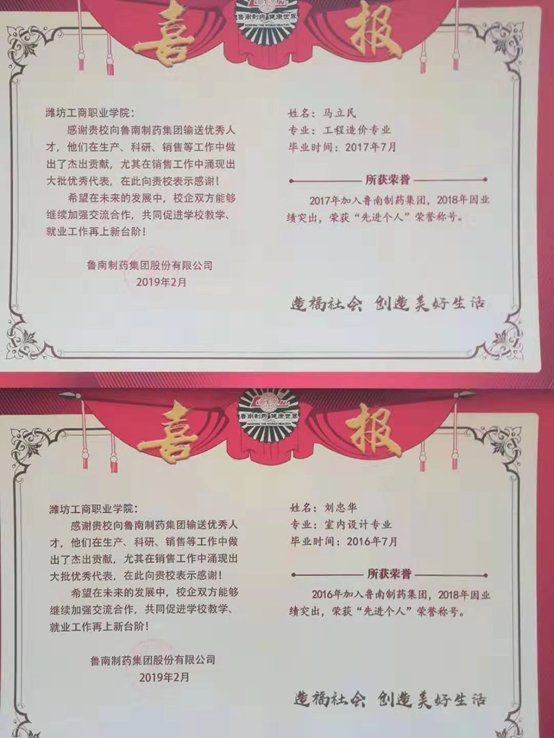 喜 报
鲁南制药 健康世家
潍坊工商职业学院：
感谢贵校向鲁南制药集团输送优秀人
才，他们在生产、科研、销售等工作中做
出了杰出贡献，尤其在销售工作中涌现出
大批优秀代表，在此向贵校表示感谢！
希望在未来的发展中，校企双方能够
继续加强交流合作，共同促进学校教学、
就业工作再上新台阶！
鲁南制药集团股份有限公司
2019年2月
姓名：马立民
专业：工程造价专业
毕业时间：2017年7月
所获荣誉
2017年加入鲁南制药集团，2018年因业
绩突出，荣获“先进个人”荣誉称号。
造福社会 创造美好生活
喜 报
鲁南制药 健康世家
潍坊工商职业学院：
感谢贵校向鲁南制药集团输送优秀人
才，他们在生产、科研、销售等工作中做
出了杰出贡献，尤其在销售工作中涌现出
大批优秀代表，在此向贵校表示感谢！
希望在未来的发展中，校企双方能够
继续加强交流合作，共同促进学校教学、
就业工作再上新台阶！
鲁南制药集团股份有限公司
2019年2月
姓名：刘忠华
专业：室内设计专业
毕业时间：2016年7月
所获荣誉
2016年加入鲁南制药集团，2018年因业
绩突出，荣获“先进个人”荣誉称号。
造福社会 创造美好生活